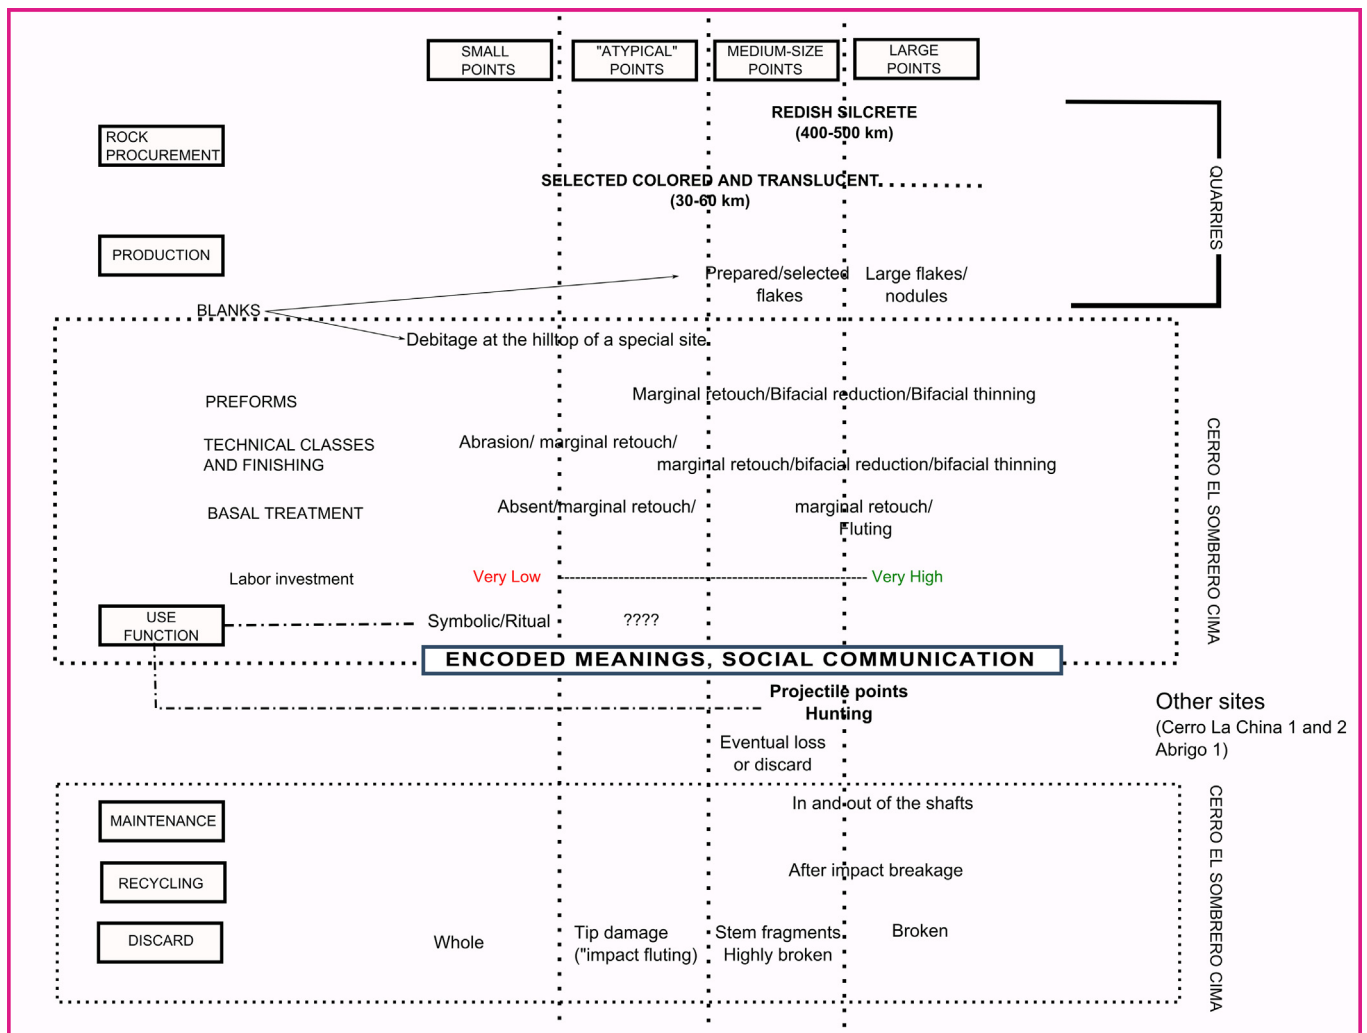 SMALL
POINTS
"ATYPICAL"
POINTS
MEDIUM-SIZE
POINTS
LARGE
POINTS
REDISH SILCRETE
(400-500 km)
ROCK
PROCUREMENT
SELECTED COLORED AND TRANSLUCENT
(30-60 km)
QUARRIES
PRODUCTION
Prepared/selected
flakes
Large flakes/
nodules
BLANKS
Debitage at the hilltop of a special site
PREFORMS
Marginal retouch/Bifacial reduction/Bifacial thinning
TECHNICAL CLASSES
AND FINISHING
Abrasion/ marginal retouch/
marginal retouch/bifacial reduction/bifacial thinning
BASAL TREATMENT
Absent/marginal retouch/
marginal retouch/
Fluting
CERRO EL SOMBRERO CIMA
Labor investment
Very Low
Very High
USE
FUNCTION
Symbolic/Ritual
????
ENCODED MEANINGS, SOCIAL COMMUNICATION
Projectile points
Hunting
Other sites
(Cerro La China 1 and 2
Abrigo 1)
Eventual loss
or discard
MAINTENANCE
In and out of the shafts
RECYCLING
After impact breakage
DISCARD
Whole
Tip damage
("impact fluting)
Stem fragments
Highly broken
Broken
CERRO EL SOMBRERO CIMA